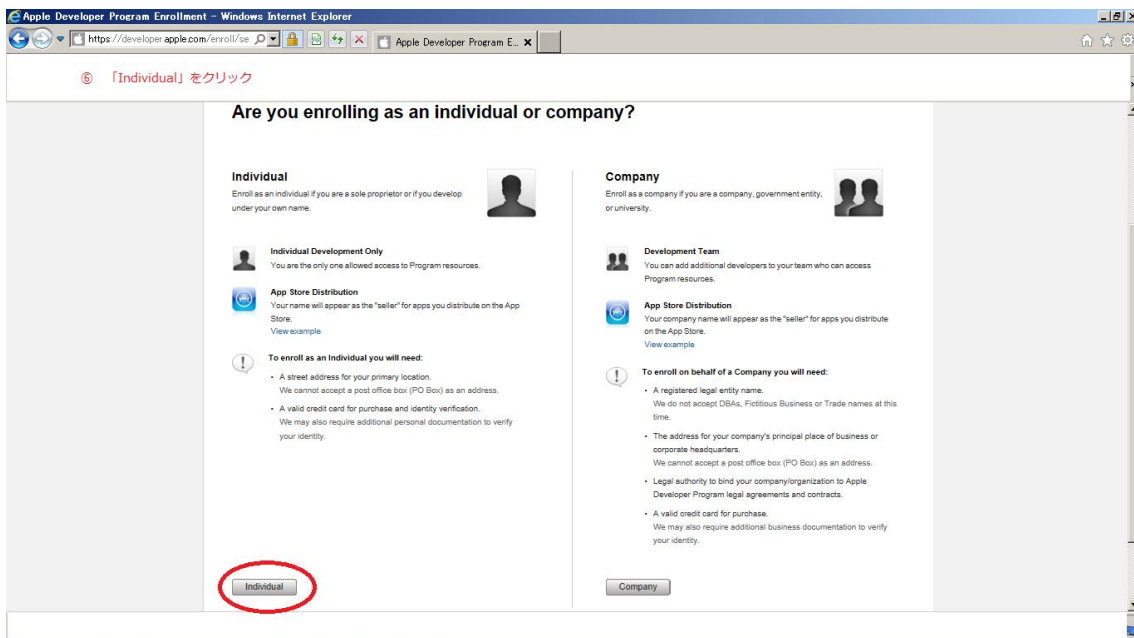 Apple Developer Program Enrollment - Windows Internet Explorer
https://developer.apple.com/enroll/se
Apple Developer Program E...
⑥ 「Individual」をクリック
Are you enrolling as an individual or company?
Individual
Enroll as an individual if you are a sole proprietor or if you develop
under your own name.
Individual Development Only
You are the only one allowed access to Program resources.
App Store Distribution
Your name will appear as the "seller" for apps you distribute on the App
Store.
View example
To enroll as an Individual you will need:
• A street address for your primary location.
We cannot accept a post office box (PO Box) as an address.
• A valid credit card for purchase and identity verification.
We may also require additional personal documentation to verify
your identity.
Individual
Company
Enroll as a company if you are a company, government entity,
or university.
Development Team
You can add additional developers to your team who can access
Program resources.
App Store Distribution
Your company name will appear as the "seller" for apps you distribute
on the App Store.
View example
To enroll on behalf of a Company you will need:
• A registered legal entity name.
We do not accept DBAs, Fictitious Business or Trade names at this
time.
• The address for your company's principal place of business or
corporate headquarters.
We cannot accept a post office box (PO Box) as an address.
• Legal authority to bind your company/organization to Apple
Developer Program legal agreements and contracts.
• A valid credit card for purchase.
We may also require additional business documentation to verify
your identity.
Company